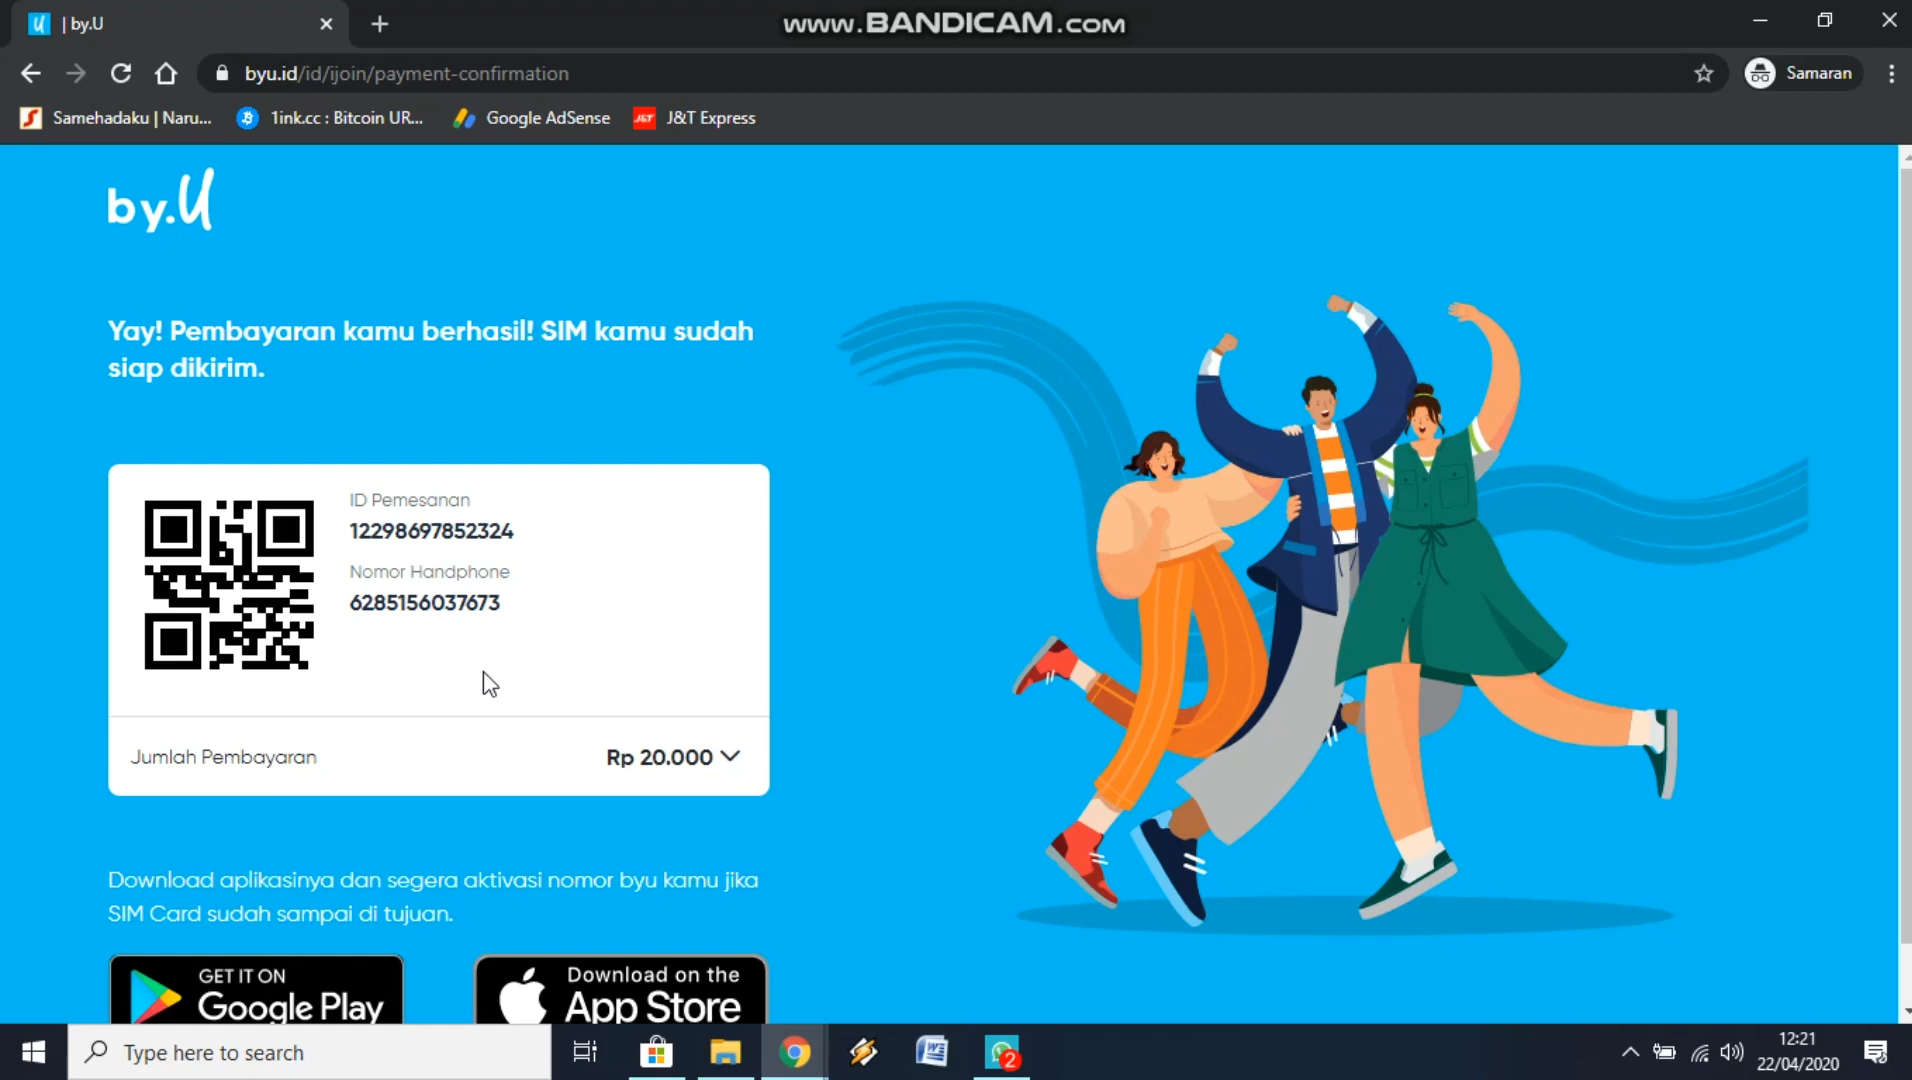 | by.U
www.BANDICAM.com
byu.id/id/ijoin/payment-confirmation
Samaran
Samehadaku | Naru...
1ink.cc : Bitcoin UR...
Google AdSense
J&T Express
by.U
Yay! Pembayaran kamu berhasil! SIM kamu sudah
siap dikirim.
ID Pemesanan
12298697852324
Nomor Handphone
6285156037673
Jumlah Pembayaran
Rp 20.000
Download aplikasinya dan segera aktivasi nomor byu kamu jika
SIM Card sudah sampai di tujuan.
GET IT ON
Google Play
Download on the
App Store
Type here to search
2
12:21
22/04/2020